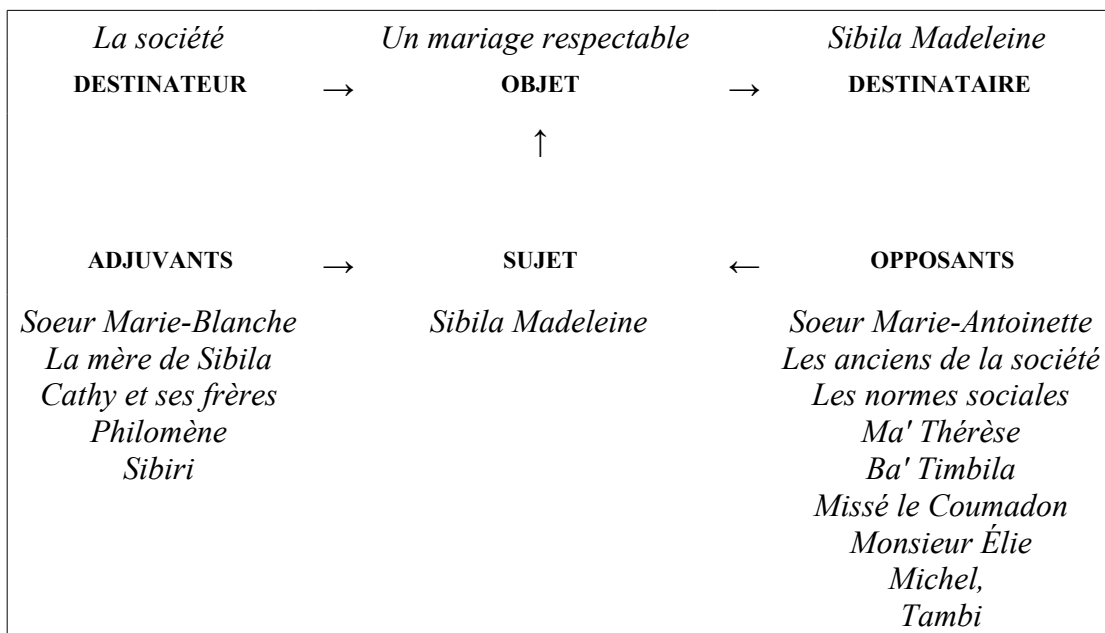 La société Un mariage respectable Sibila Madeleine
DESTINATEUR → OBJET → DESTINATAIRE
↑
ADJUVANTS → SUJET ← OPPOSANTS
Soeur Marie-Blanche Sibila Madeleine Soeur Marie-Antoinette
La mère de Sibila Les anciens de la société
Cathy et ses frères Les normes sociales
Philomène Ma' Thérèse
Sibiri Ba' Timbila
Missé le Coumadon
Monsieur Élie
Michel,
Tambi